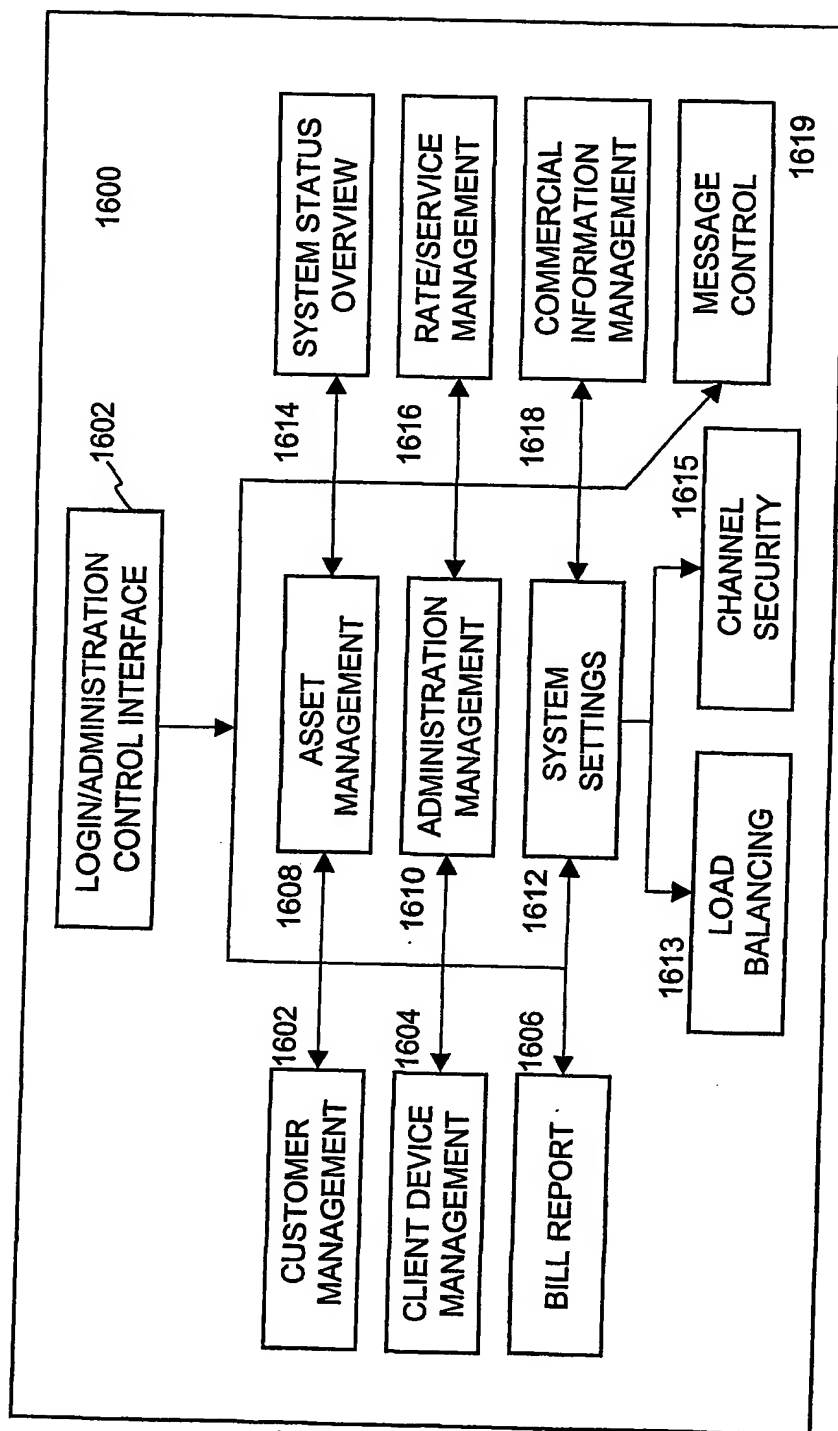 1600
LOGIN/ADMINISTRATION
CONTROL INTERFACE
1602
CUSTOMER
MANAGEMENT
1602
1608
ASSET
MANAGEMENT
1614
SYSTEM STATUS
OVERVIEW
CLIENT DEVICE
MANAGEMENT
1604
1610
ADMINISTRATION
MANAGEMENT
1616
RATE/SERVICE
MANAGEMENT
BILL REPORT
1606
1612
SYSTEM
SETTINGS
1618
COMMERCIAL
INFORMATION
MANAGEMENT
1613
LOAD
BALANCING
1615
CHANNEL
SECURITY
MESSAGE
CONTROL
1619